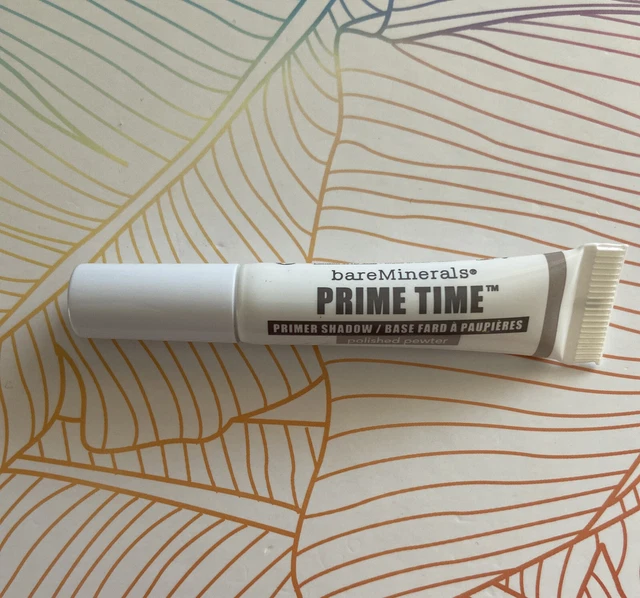 bareMinerals®
PRIME TIME™
PRIMER SHADOW / BASE FARD À PAUPIÈRES
polished pewter